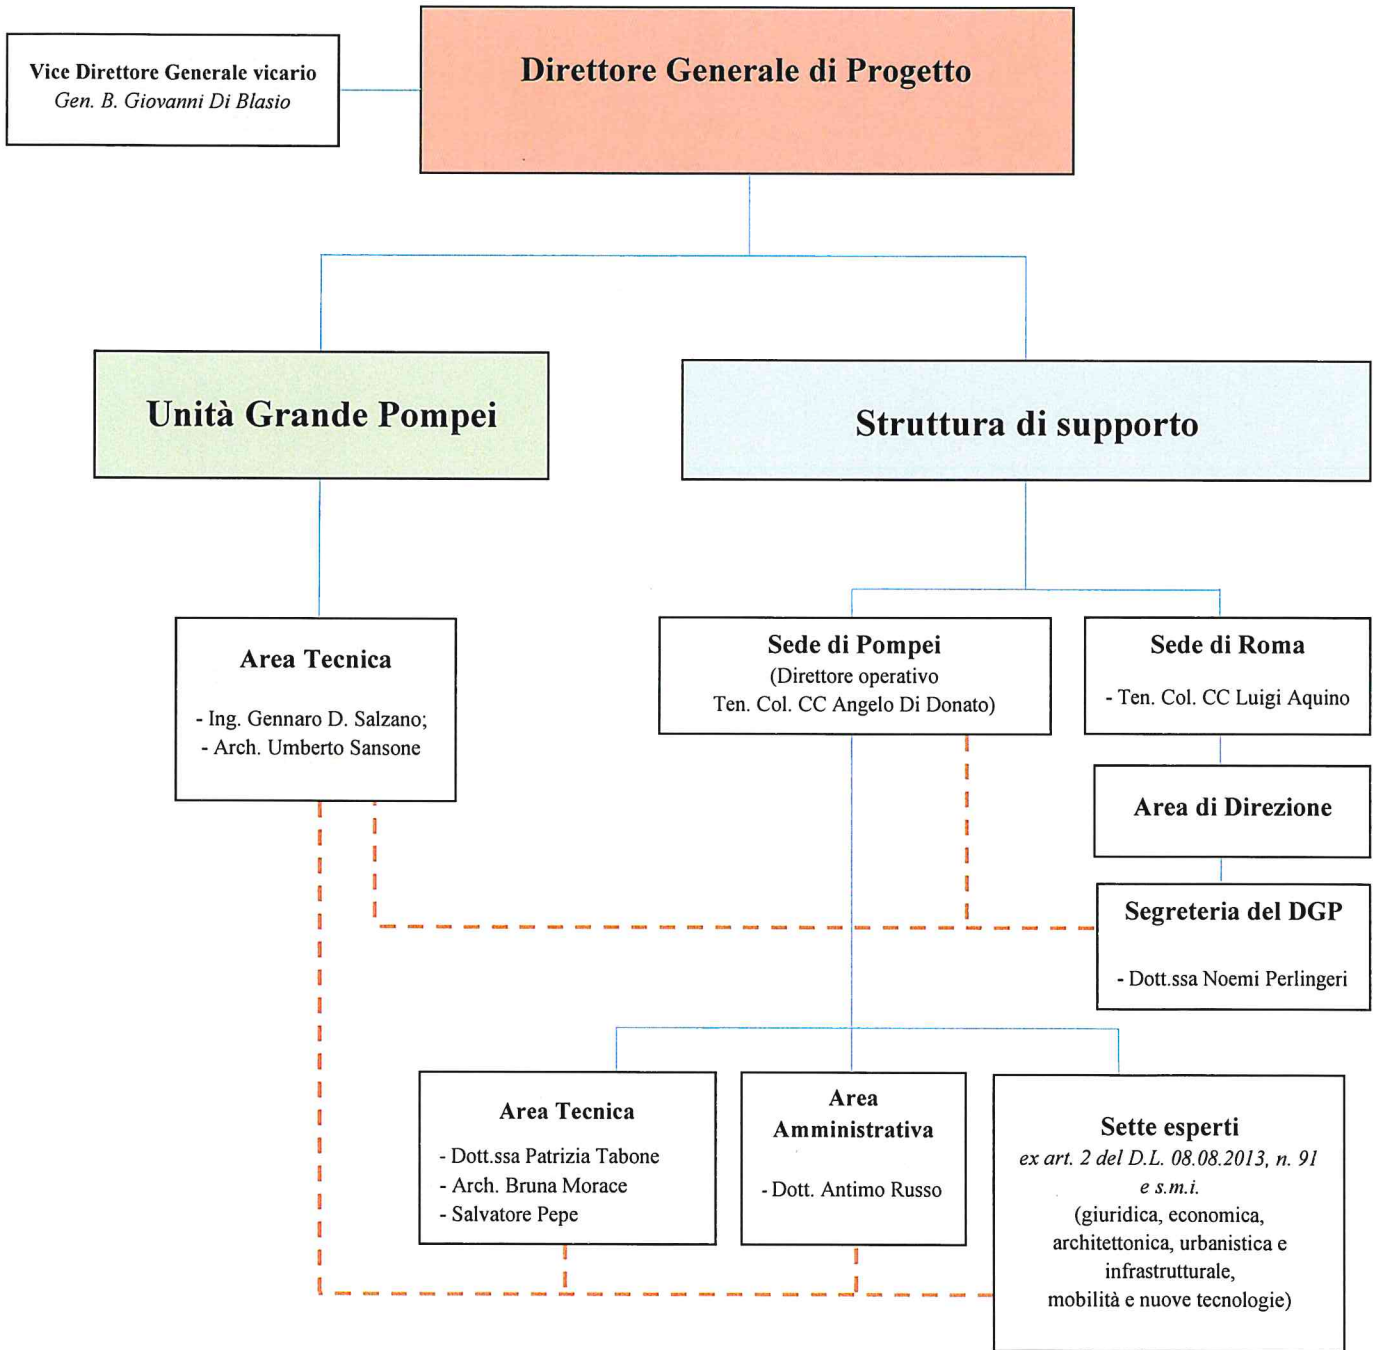 Direttore Generale di Progetto
Vice Direttore Generale vicario
Gen. B. Giovanni Di Blasio
Unità Grande Pompei
Struttura di supporto
Area Tecnica
- Ing. Gennaro D. Salzano;
- Arch. Umberto Sansone
Sede di Pompei
(Direttore operativo
Ten. Col. CC Angelo Di Donato)
Sede di Roma
- Ten. Col. CC Luigi Aquino
Area di Direzione
Segreteria del DGP
- Dott.ssa Noemi Perlingeri
Area Tecnica
- Dott.ssa Patrizia Tabone
- Arch. Bruna Morace
- Salvatore Pepe
Area
Amministrativa
- Dott. Antimo Russo
Sette esperti
ex art. 2 del D.L. 08.08.2013, n. 91
e s.m.i.
(giuridica, economica,
architettonica, urbanistica e
infrastrutturale,
mobilità e nuove tecnologie)